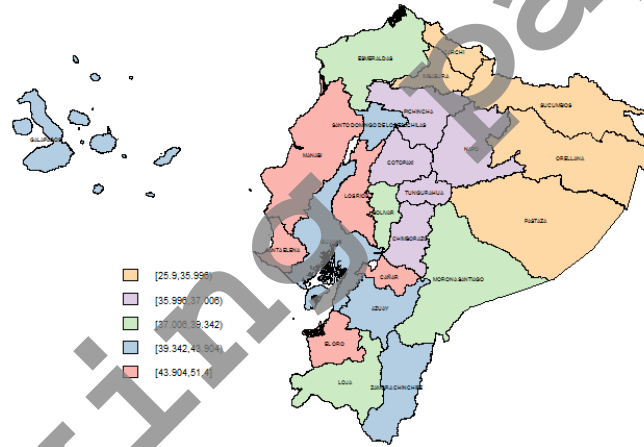 ESMERALDAS
CARCHI
IMBABURA
SUCUMBIOS
PICHINCHA
SANTO DOMINGO DE LOS TSACHILAS
GALAPAGOS
NAPO
ORELLANA
MANABI
COTOPAXI
LOS RIOS
TUNGURAHUA
PASTAZA
BOLIVAR
SANTA ELENA
CHIMBORAZO
CAÑAR
MORONA SANTIAGO
[25.9,35.996)
[35.996,37.006)
[37.006,39.342)
[39.342,43.904)
[43.904,51.4]
AZUAY
EL ORO
LOJA
ZAMORA CHINCHIPE